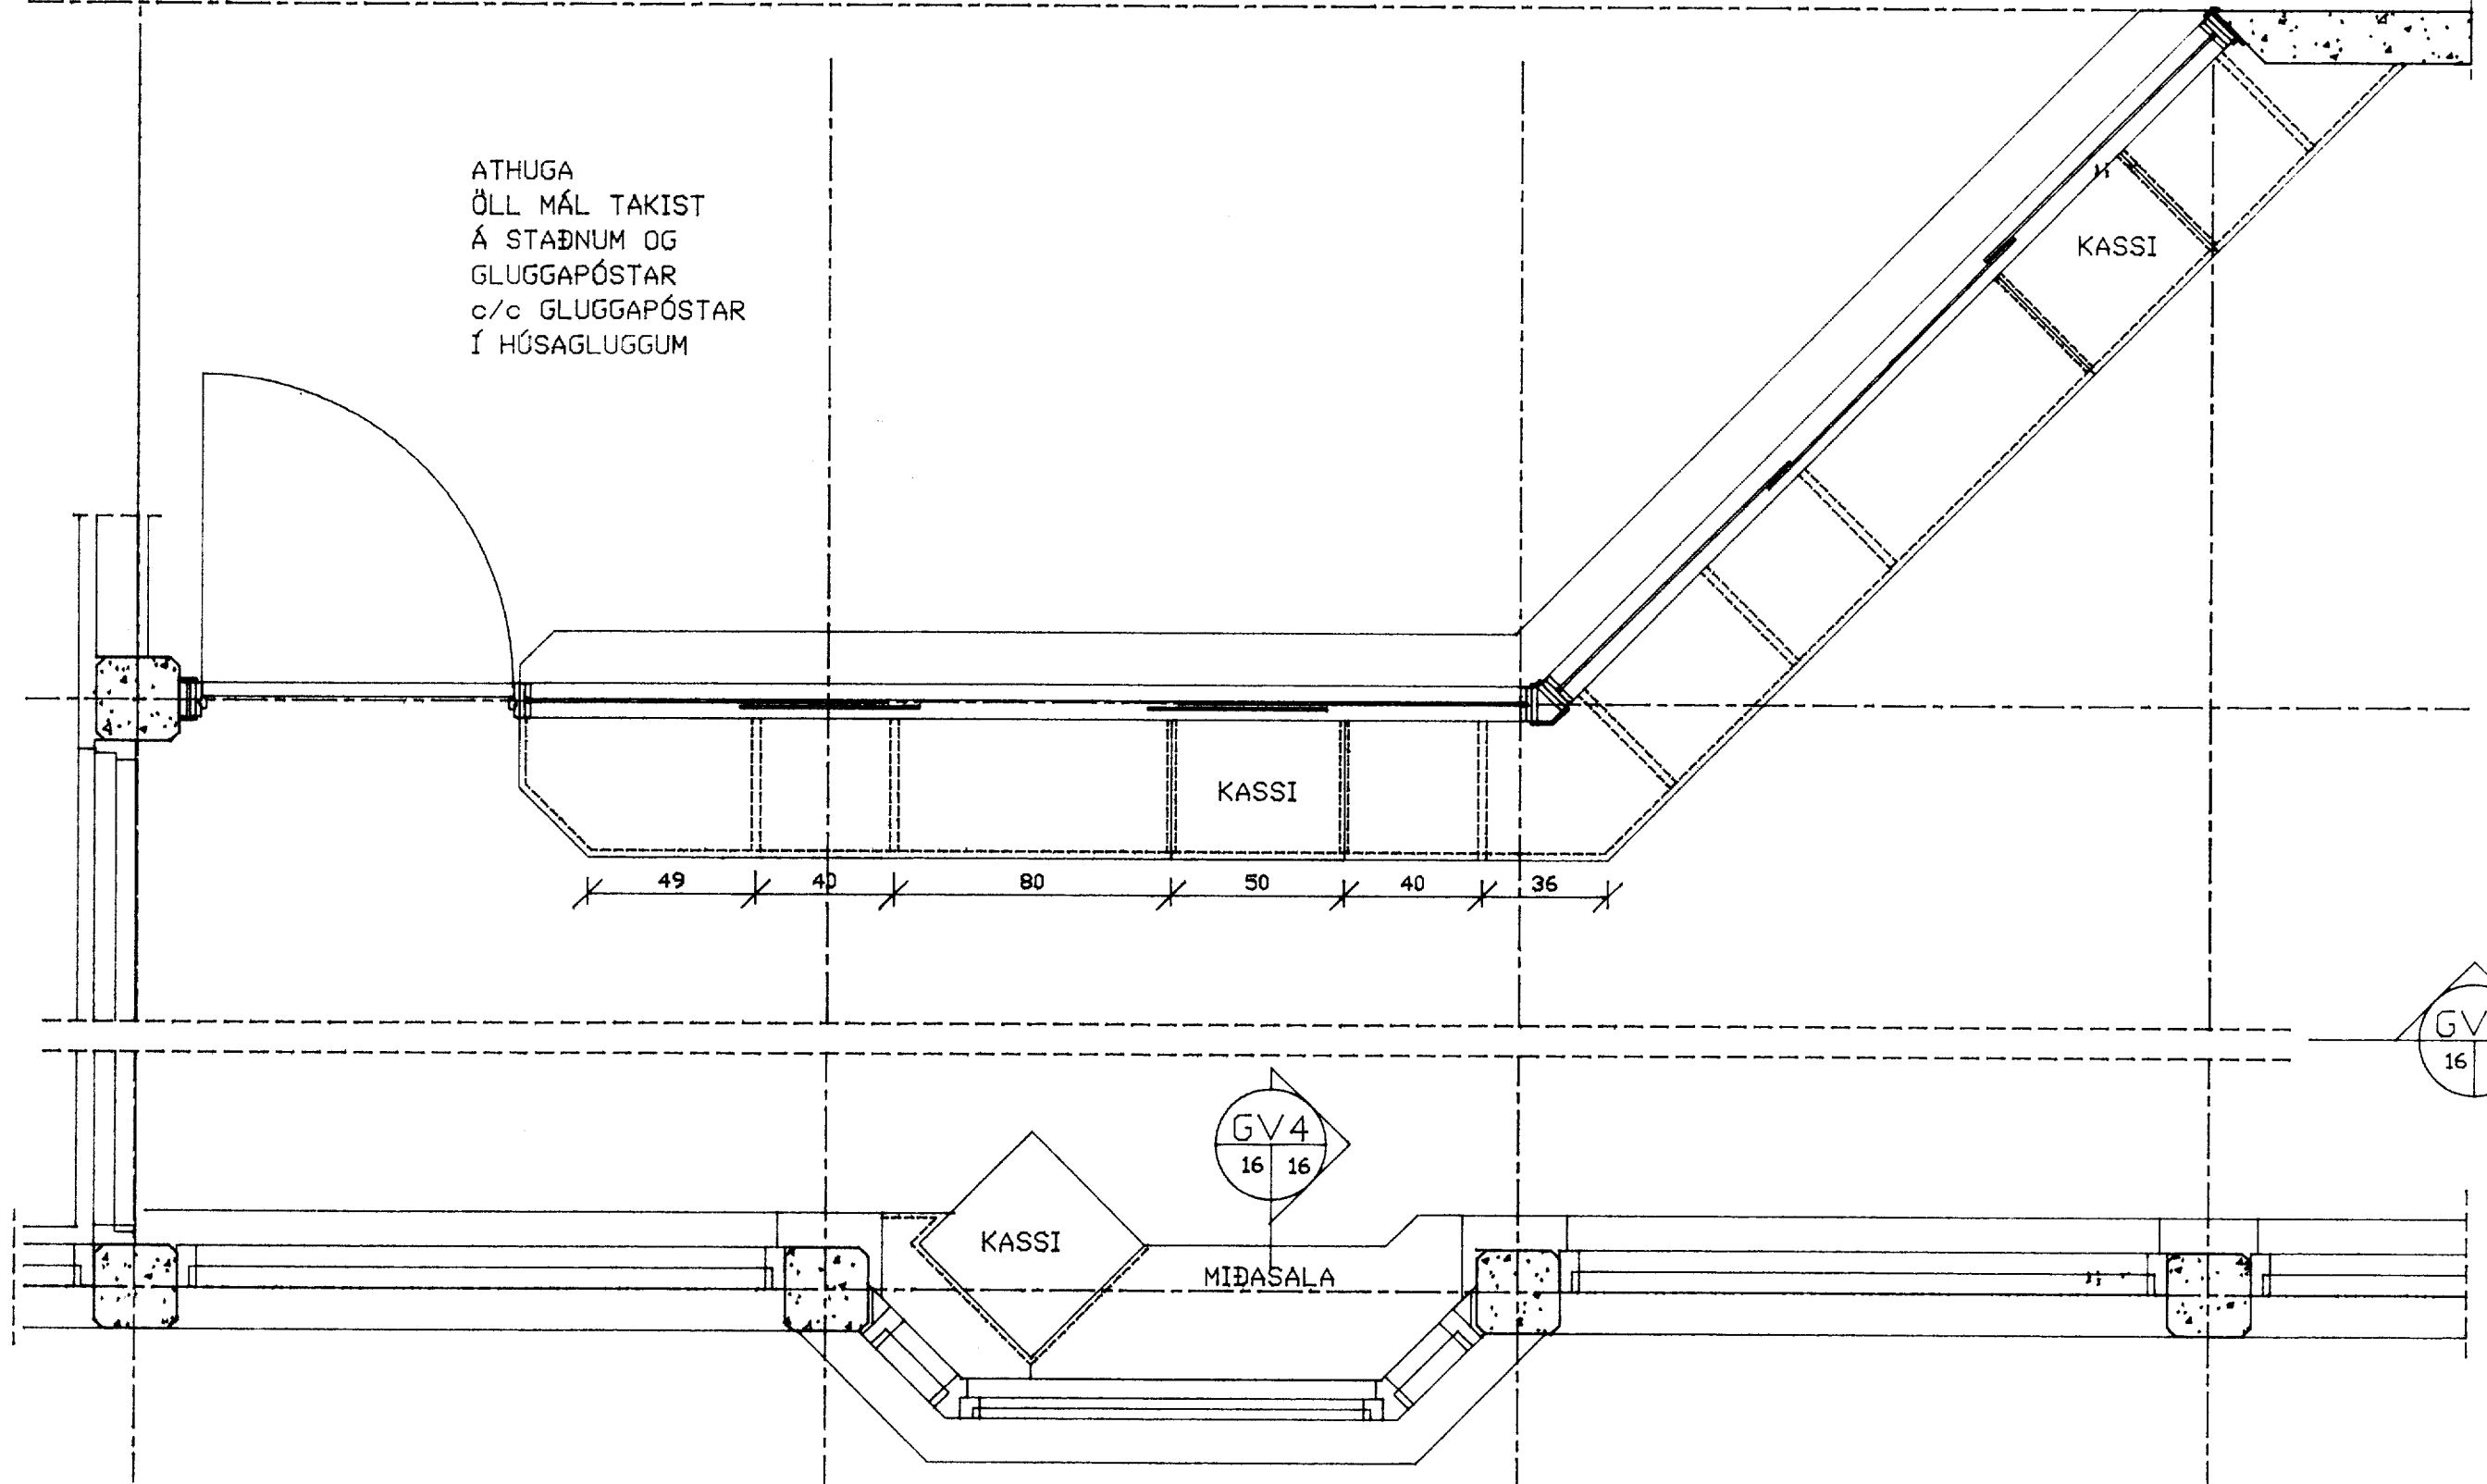 ATHUGA
ÖLL MÁL TAKIST
Á STAÐNUM OG
GLUGGAPÓSTAR
c/c GLUGGAPÓSTAR
Í HÚSAGLUGGUM
KASSI
KASSI
49 40 80 50 40 36
GV
16
GV4
16 16
KASSI
MIÐASALA